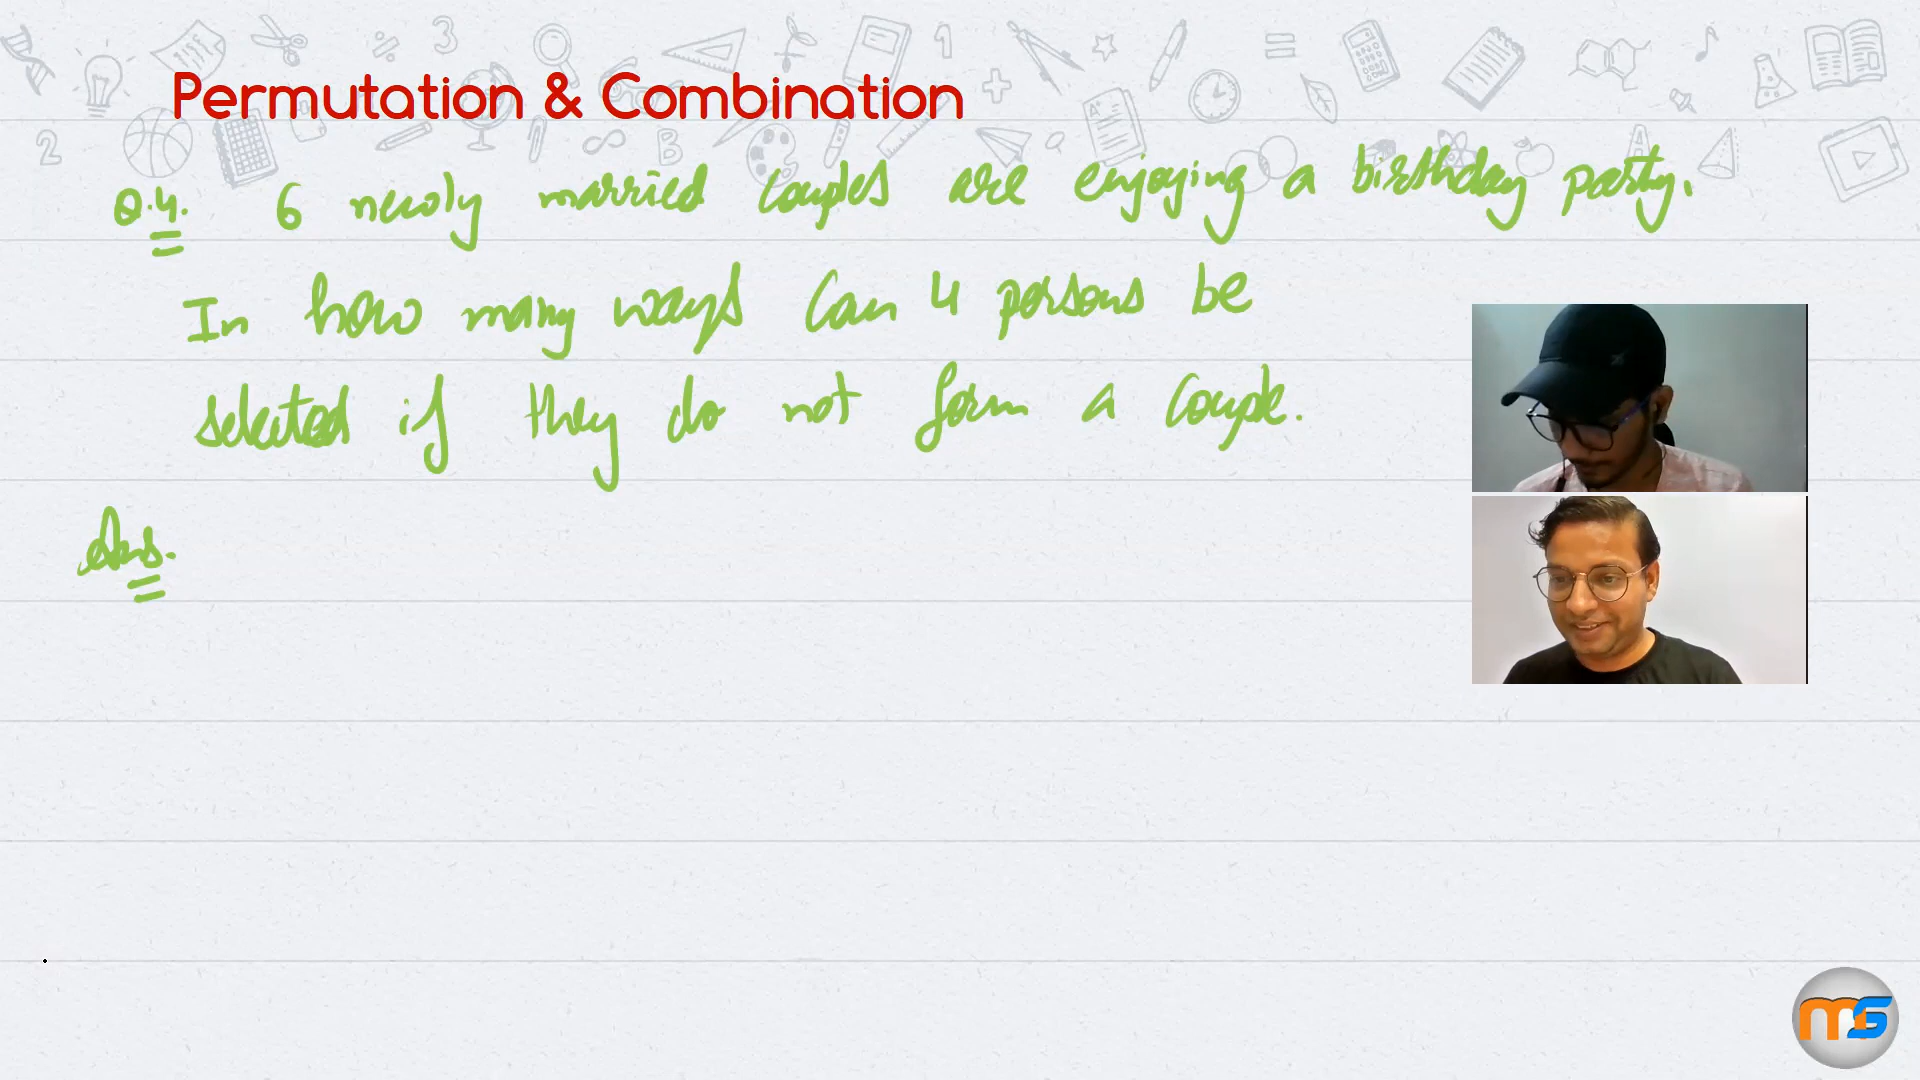 Permutation & Combination
Q.4. 6 newly married couples are enjoying a birthday party.
In how many ways can 4 persons be
selected if they do not form a couple.
Ans.
MG